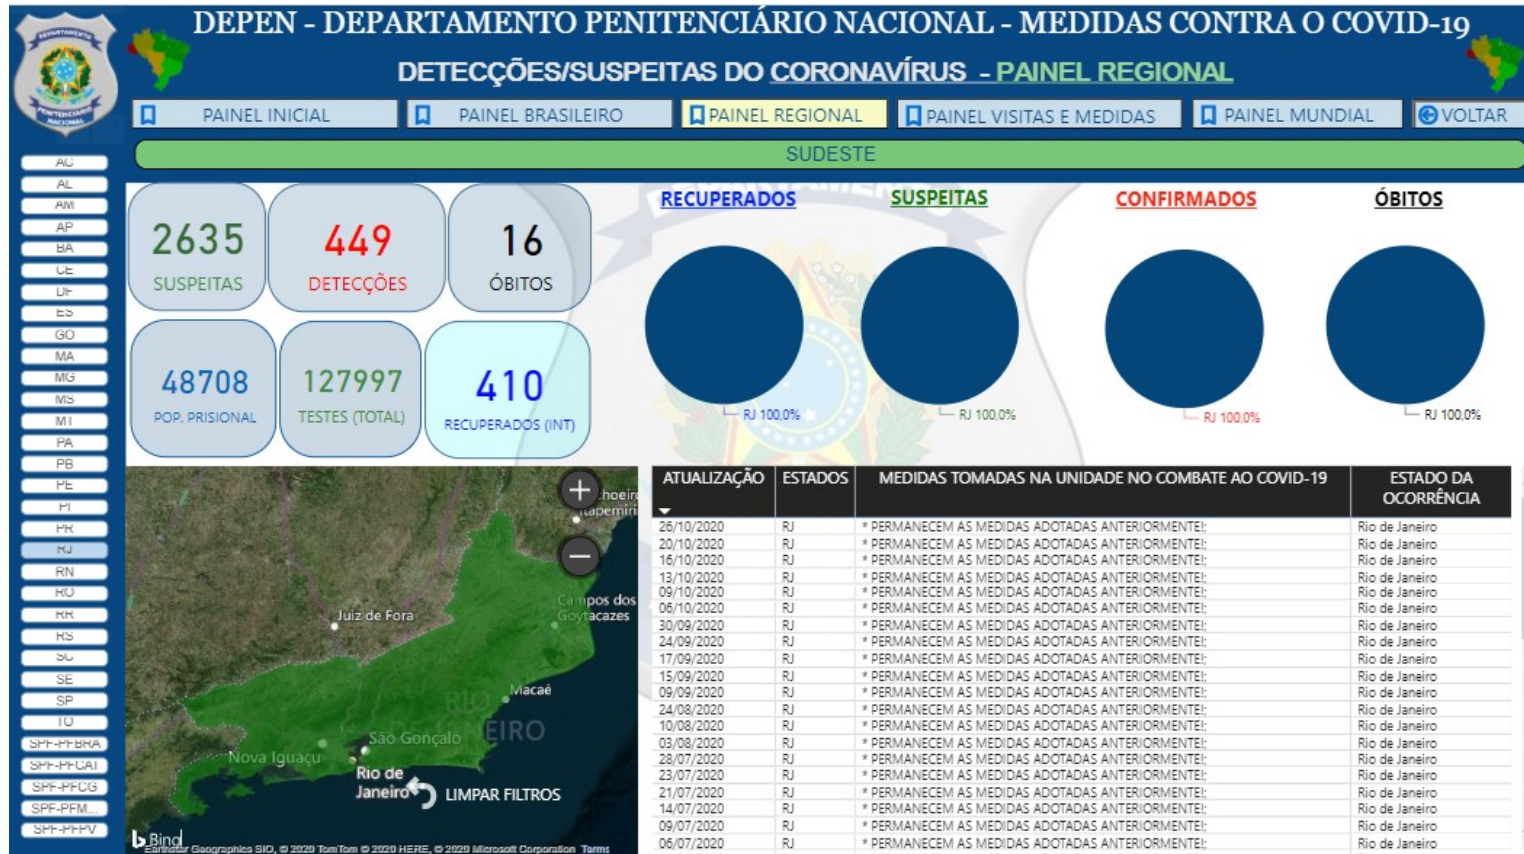 DEPEN - DEPARTAMENTO PENITENCIÁRIO NACIONAL - MEDIDAS CONTRA O COVID-19
DETECÇÕES/SUSPEITAS DO CORONAVÍRUS - PAINEL REGIONAL
DEPARTAMENTO
PENITENCIÁRIO
NACIONAL
PAINEL INICIAL
PAINEL BRASILEIRO
PAINEL REGIONAL
PAINEL VISITAS E MEDIDAS
PAINEL MUNDIAL
VOLTAR
SUDESTE
AC
AL
AM
AP
BA
CE
DF
ES
GO
MA
MG
MS
MT
PA
PB
PE
PI
PR
RJ
RN
RO
RR
RS
SC
SE
SP
TO
SPF-PFBRA
SPF-PFCAT
SPF-PFCG
SPF-PFM...
SPF-PFPV
2635
SUSPEITAS
449
DETECÇÕES
16
ÓBITOS
48708
POP. PRISIONAL
127997
TESTES (TOTAL)
410
RECUPERADOS (INT)
RECUPERADOS
SUSPEITAS
CONFIRMADOS
ÓBITOS
RJ 100,0%
RJ 100,0%
RJ 100,0%
RJ 100,0%
Juiz de Fora
Campos dos
Goytacazes
Macaé
RIO
DE JANEIRO
São Gonçalo
Nova Iguaçu
Rio de
Janeiro
LIMPAR FILTROS
Bing
Earthstar Geographics SIO, © 2020 TomTom © 2020 HERE, © 2020 Microsoft Corporation Terms
ATUALIZAÇÃO ESTADOS MEDIDAS TOMADAS NA UNIDADE NO COMBATE AO COVID-19 ESTADO DA OCORRÊNCIA
26/10/2020 RJ * PERMANECEM AS MEDIDAS ADOTADAS ANTERIORMENTE!; Rio de Janeiro
20/10/2020 RJ * PERMANECEM AS MEDIDAS ADOTADAS ANTERIORMENTE!; Rio de Janeiro
16/10/2020 RJ * PERMANECEM AS MEDIDAS ADOTADAS ANTERIORMENTE!; Rio de Janeiro
13/10/2020 RJ * PERMANECEM AS MEDIDAS ADOTADAS ANTERIORMENTE!; Rio de Janeiro
09/10/2020 RJ * PERMANECEM AS MEDIDAS ADOTADAS ANTERIORMENTE!; Rio de Janeiro
06/10/2020 RJ * PERMANECEM AS MEDIDAS ADOTADAS ANTERIORMENTE!; Rio de Janeiro
30/09/2020 RJ * PERMANECEM AS MEDIDAS ADOTADAS ANTERIORMENTE!; Rio de Janeiro
24/09/2020 RJ * PERMANECEM AS MEDIDAS ADOTADAS ANTERIORMENTE!; Rio de Janeiro
17/09/2020 RJ * PERMANECEM AS MEDIDAS ADOTADAS ANTERIORMENTE!; Rio de Janeiro
15/09/2020 RJ * PERMANECEM AS MEDIDAS ADOTADAS ANTERIORMENTE!; Rio de Janeiro
09/09/2020 RJ * PERMANECEM AS MEDIDAS ADOTADAS ANTERIORMENTE!; Rio de Janeiro
24/08/2020 RJ * PERMANECEM AS MEDIDAS ADOTADAS ANTERIORMENTE!; Rio de Janeiro
10/08/2020 RJ * PERMANECEM AS MEDIDAS ADOTADAS ANTERIORMENTE!; Rio de Janeiro
03/08/2020 RJ * PERMANECEM AS MEDIDAS ADOTADAS ANTERIORMENTE!; Rio de Janeiro
28/07/2020 RJ * PERMANECEM AS MEDIDAS ADOTADAS ANTERIORMENTE!; Rio de Janeiro
23/07/2020 RJ * PERMANECEM AS MEDIDAS ADOTADAS ANTERIORMENTE!; Rio de Janeiro
21/07/2020 RJ * PERMANECEM AS MEDIDAS ADOTADAS ANTERIORMENTE!; Rio de Janeiro
14/07/2020 RJ * PERMANECEM AS MEDIDAS ADOTADAS ANTERIORMENTE!; Rio de Janeiro
09/07/2020 RJ * PERMANECEM AS MEDIDAS ADOTADAS ANTERIORMENTE!; Rio de Janeiro
06/07/2020 RJ * PERMANECEM AS MEDIDAS ADOTADAS ANTERIORMENTE!; Rio de Janeiro